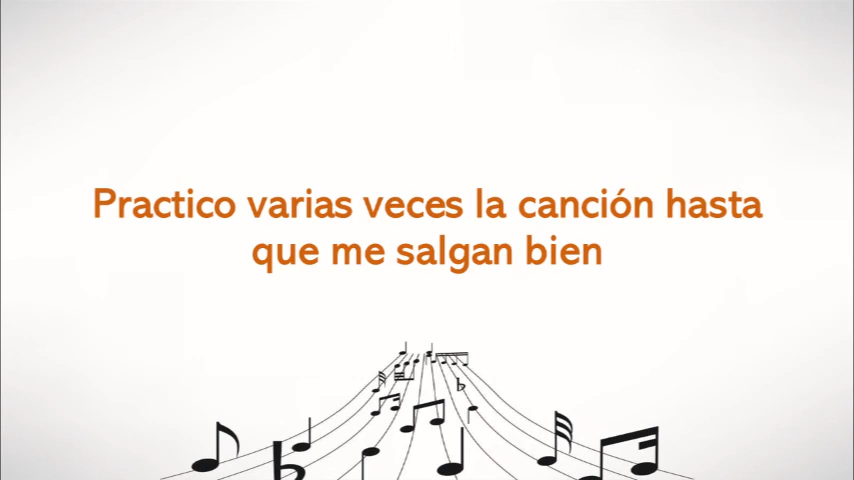 Practico varias veces la canción hasta
que me salgan bien